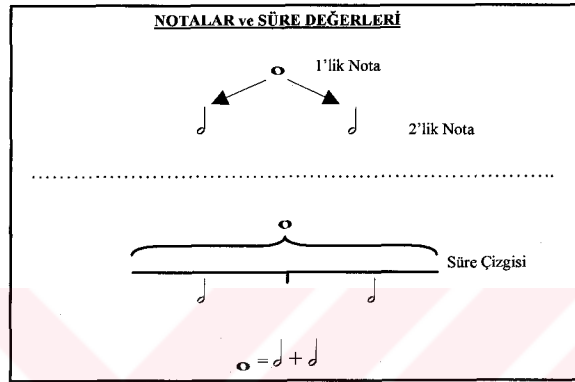 NOTALAR ve SÜRE DEĞERLERİ
1'lik Nota
2'lik Nota
Süre Çizgisi